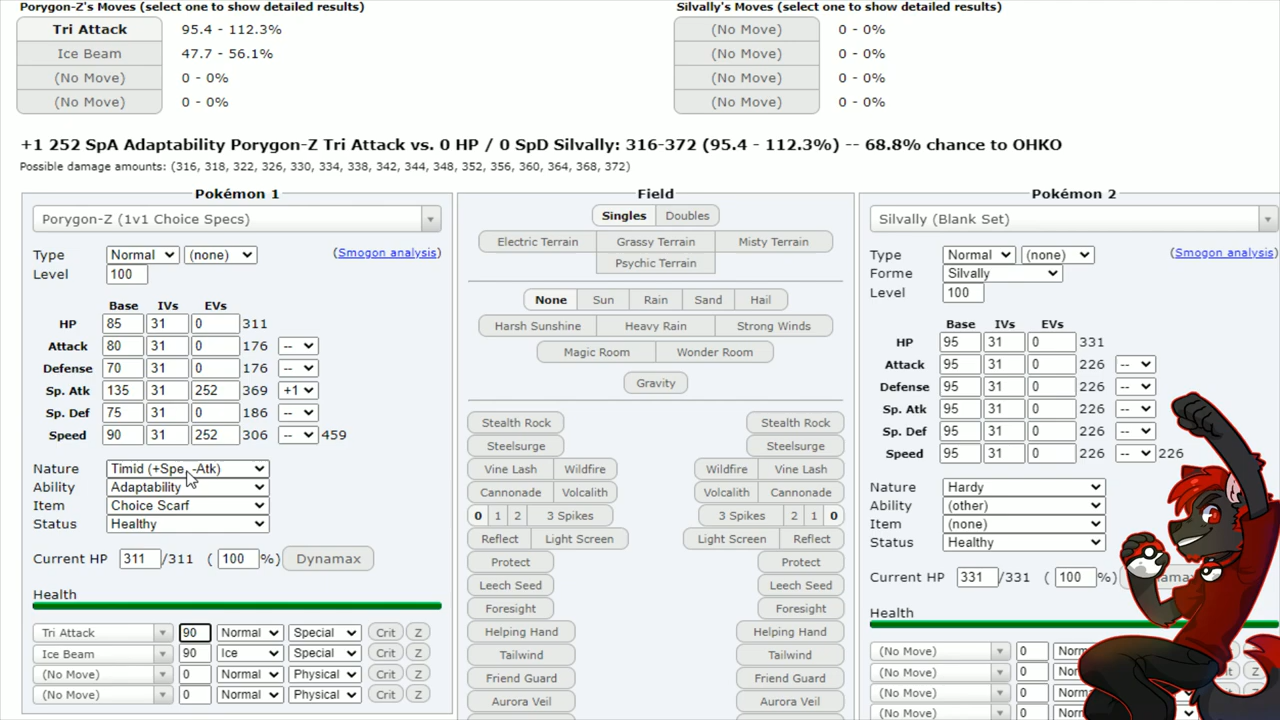 Porygon-Z's Moves (select one to show detailed results)
Silvally's Moves (select one to show detailed results)
Tri Attack 95.4 - 112.3%
(No Move) 0 - 0%
Ice Beam 47.7 - 56.1%
(No Move) 0 - 0%
(No Move) 0 - 0%
(No Move) 0 - 0%
(No Move) 0 - 0%
(No Move) 0 - 0%
+1 252 SpA Adaptability Porygon-Z Tri Attack vs. 0 HP / 0 SpD Silvally: 316-372 (95.4 - 112.3%) -- 68.8% chance to OHKO
Possible damage amounts: (316, 318, 322, 326, 330, 334, 338, 342, 344, 348, 352, 356, 360, 364, 368, 372)
Pokémon 1
Porygon-Z (1v1 Choice Specs)
Type Normal (none) (Smogon analysis)
Level 100
Base IVs EVs
HP 85 31 0 311
Attack 80 31 0 176 --
Defense 70 31 0 176 --
Sp. Atk 135 31 252 369 +1
Sp. Def 75 31 0 186 --
Speed 90 31 252 306 -- 459
Nature Timid (+Spe, -Atk)
Ability Adaptability
Item Choice Scarf
Status Healthy
Current HP 311 /311 ( 100 %) Dynamax
Health
Tri Attack 90 Normal Special Crit Z
Ice Beam 90 Ice Special Crit Z
(No Move) 0 Normal Physical Crit Z
(No Move) 0 Normal Physical Crit Z
Field
Singles Doubles
Electric Terrain Grassy Terrain Misty Terrain
Psychic Terrain
None Sun Rain Sand Hail
Harsh Sunshine Heavy Rain Strong Winds
Magic Room Wonder Room
Gravity
Stealth Rock Stealth Rock
Steelsurge Steelsurge
Vine Lash Wildfire Wildfire Vine Lash
Cannonade Volcalith Volcalith Cannonade
0 1 2 3 Spikes 3 Spikes 2 1 0
Reflect Light Screen Light Screen Reflect
Protect Protect
Leech Seed Leech Seed
Foresight Foresight
Helping Hand Helping Hand
Tailwind Tailwind
Friend Guard Friend Guard
Aurora Veil Aurora Veil
Pokémon 2
Silvally (Blank Set)
Type Normal (none) (Smogon analysis)
Forme Silvally
Level 100
Base IVs EVs
HP 95 31 0 331
Attack 95 31 0 226 --
Defense 95 31 0 226 --
Sp. Atk 95 31 0 226 --
Sp. Def 95 31 0 226 --
Speed 95 31 0 226 -- 226
Nature Hardy
Ability (other)
Item (none)
Status Healthy
Current HP 331 /331 ( 100 %)
Health
(No Move) 0
(No Move) 0
(No Move) 0
(No Move) 0